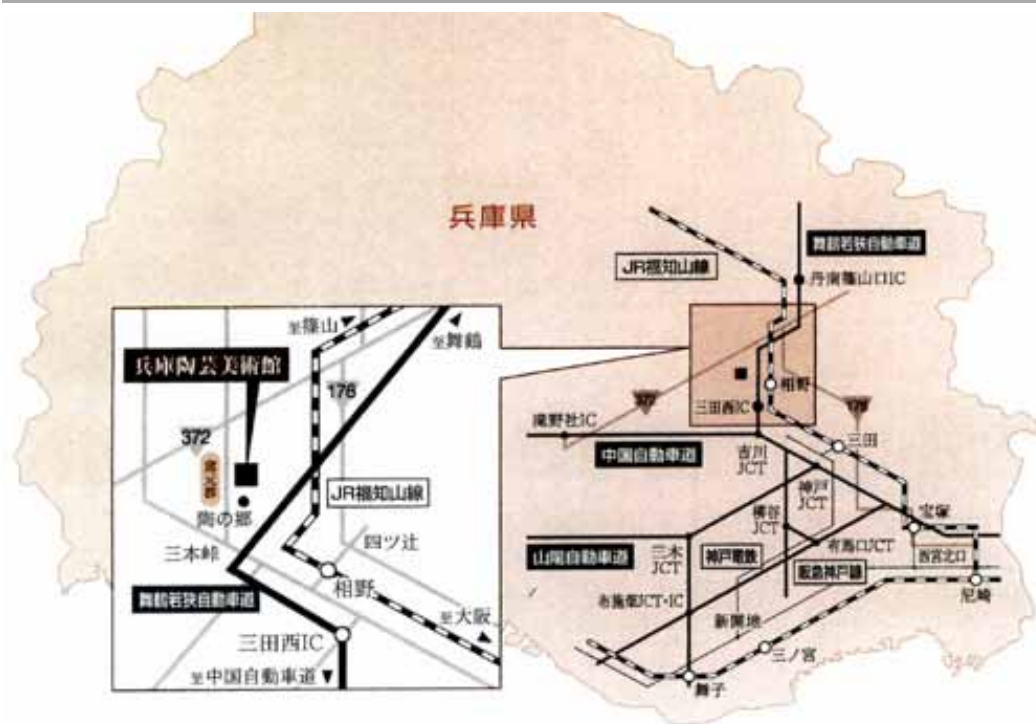 兵庫県
JR福知山線
舞鶴若狭自動車道
丹南篠山口IC
相野
372
三田西IC
176
滝野社IC
三田
中国自動車道
吉川
JCT
神戸
JCT
柳谷
JCT
宝塚
有馬口JCT
西宮北口
山陽自動車道
三木
JCT
神戸電鉄
阪急神戸線
尼崎
布施畑JCT・IC
新開地
三ノ宮
舞子
至篠山
至舞鶴
兵庫陶芸美術館
176
372
窯元郡
陶の郷
JR福知山線
三本峠
四ツ辻
相野
舞鶴若狭自動車道
至大阪
三田西IC
至中国自動車道